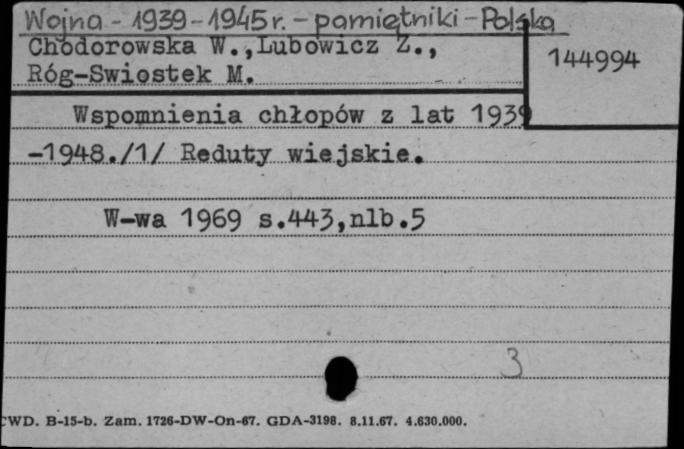 Wojna - 1939 - 1945 r. - pamiętniki - Polska
Chodorowska W.,Lubowicz Z.,
144994
Róg-Swiostek M.
Wspomnienia chłopów z lat 1939
-1948./1/ Reduty wiejskie.
W-wa 1969 s.443,nlb.5
3
CWD. B-15-b. Zam. 1726-DW-On-67. GDA-3198. 8.11.67. 4.630.000.